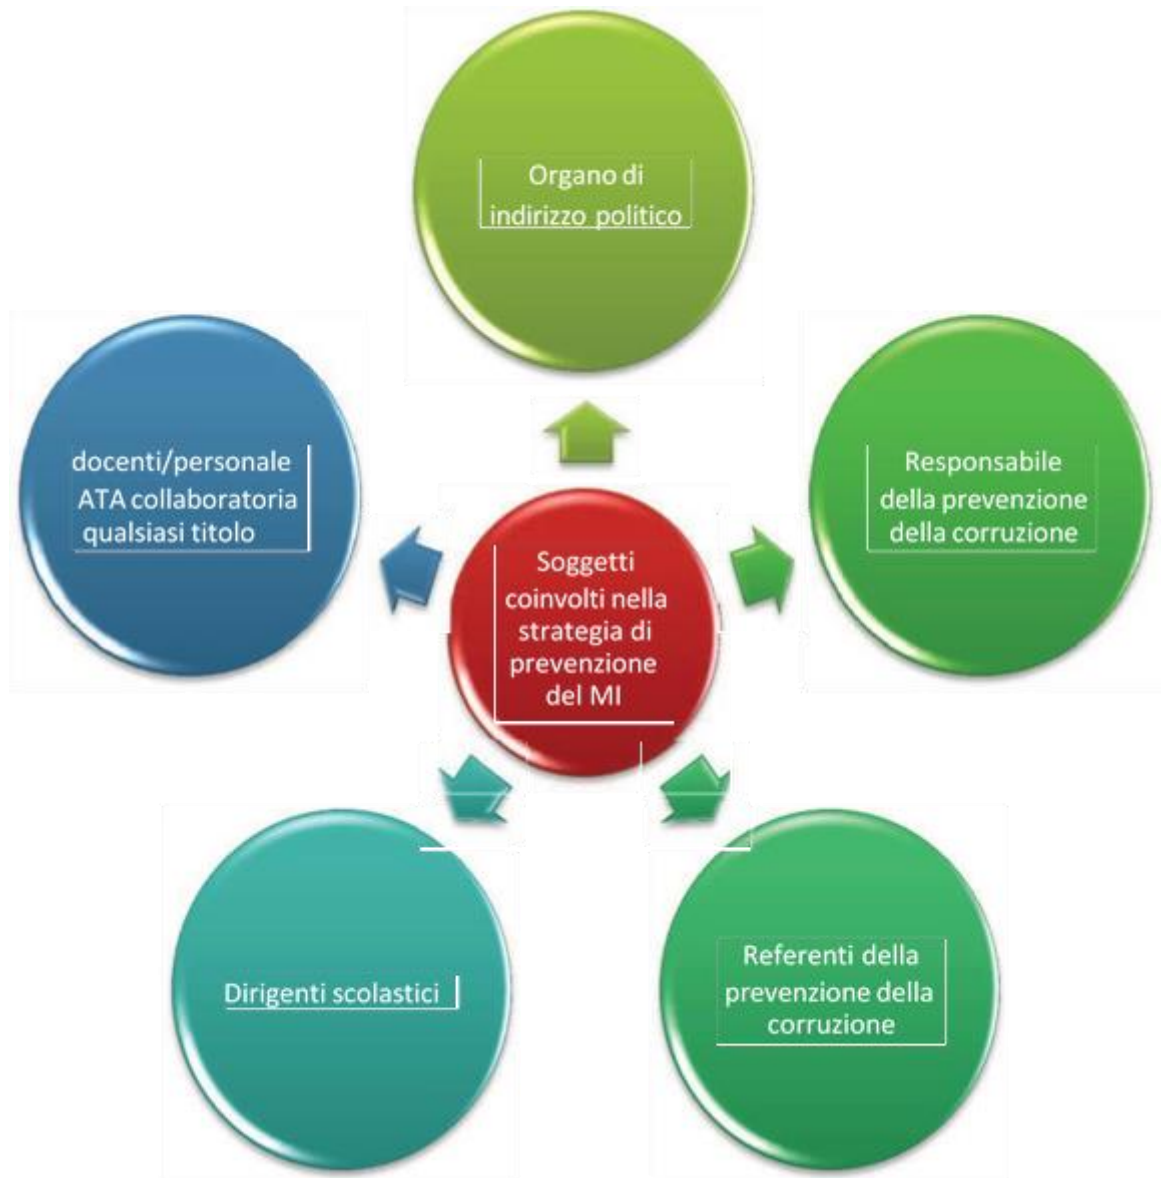 Organo di
indirizzo politico
docenti/personale
ATA collaboratoria
qualsiasi titolo
Responsabile
della prevenzione
della corruzione
Soggetti
coinvolti nella
strategia di
prevenzione
del MI
Dirigenti scolastici
Referenti della
prevenzione della
corruzione